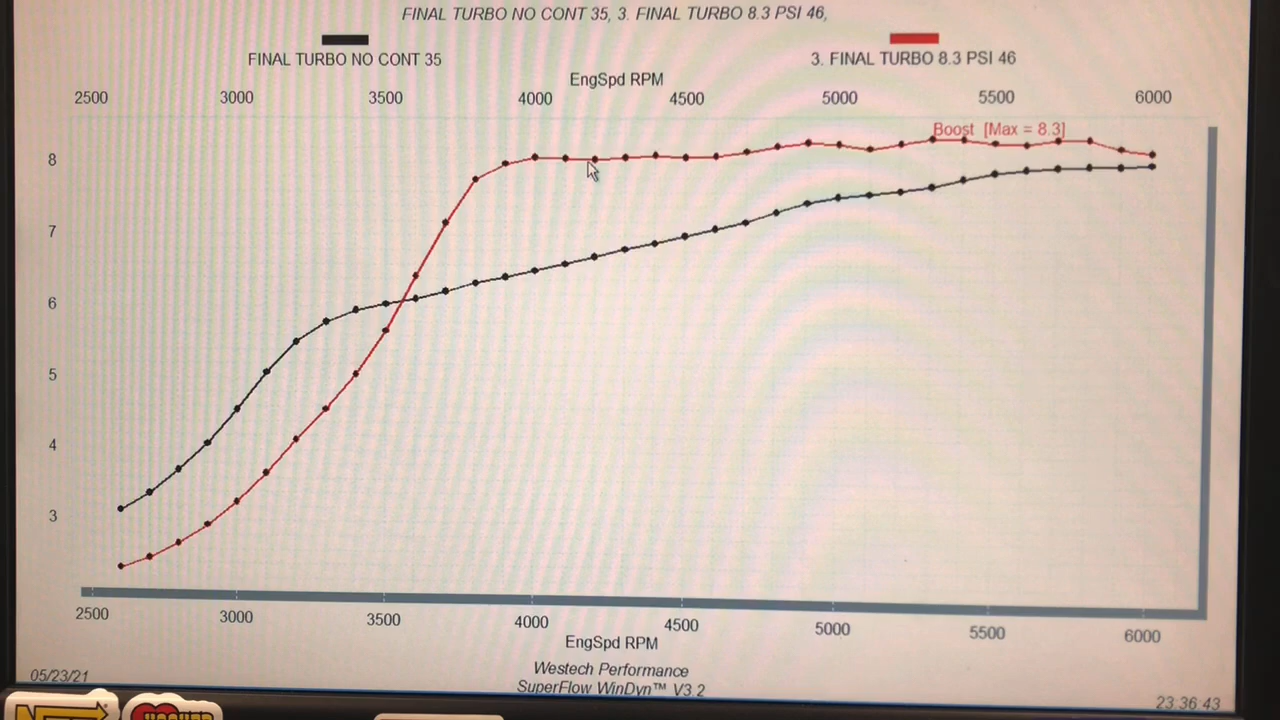 FINAL TURBO NO CONT 35, 3. FINAL TURBO 8.3 PSI 46,
FINAL TURBO NO CONT 35
3. FINAL TURBO 8.3 PSI 46
EngSpd RPM
2500 3000 3500 4000 4500 5000 5500 6000
Boost [Max = 8.3]
8
7
6
5
4
3
2500 3000 3500 4000 4500 5000 5500 6000
EngSpd RPM
Westech Performance
SuperFlow WinDyn™ V3.2
05/23/21
23:36:43